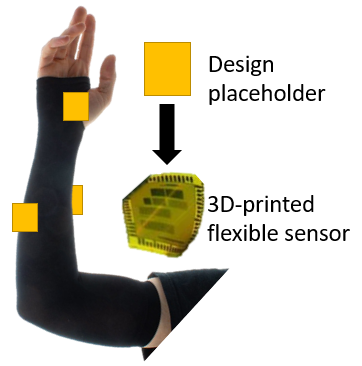 Design
placeholder
3D-printed
flexible sensor